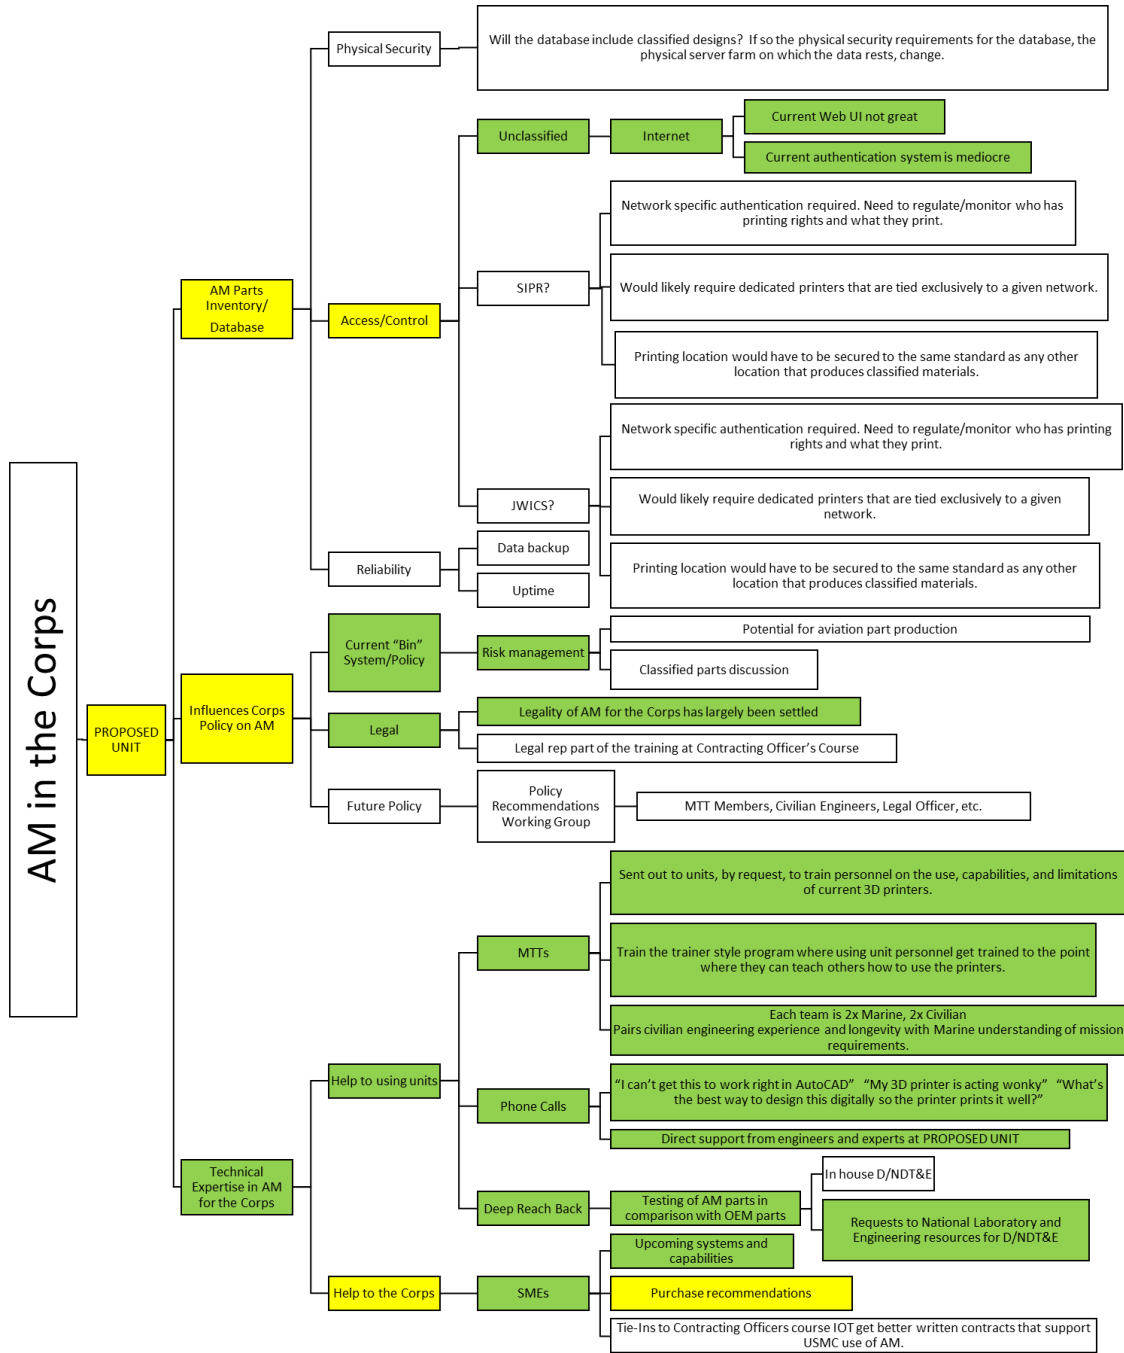 AM in the Corps
PROPOSED
UNIT
AM Parts
Inventory/
Database
Physical Security
Will the database include classified designs? If so the physical security requirements for the database, the
physical server farm on which the data rests, change.
Access/Control
Unclassified
Internet
Current Web UI not great
Current authentication system is mediocre
SIPR?
Network specific authentication required. Need to regulate/monitor who has
printing rights and what they print.
Would likely require dedicated printers that are tied exclusively to a given network.
Printing location would have to be secured to the same standard as any other
location that produces classified materials.
JWICS?
Network specific authentication required. Need to regulate/monitor who has printing
rights and what they print.
Would likely require dedicated printers that are tied exclusively to a given
network.
Printing location would have to be secured to the same standard as any other
location that produces classified materials.
Reliability
Data backup
Uptime
Influences Corps
Policy on AM
Current “Bin”
System/Policy
Risk management
Potential for aviation part production
Classified parts discussion
Legal
Legality of AM for the Corps has largely been settled
Legal rep part of the training at Contracting Officer’s Course
Future Policy
Policy
Recommendations
Working Group
MTT Members, Civilian Engineers, Legal Officer, etc.
Technical
Expertise in AM
for the Corps
Help to using units
MTTs
Sent out to units, by request, to train personnel on the use, capabilities, and limitations
of current 3D printers.
Train the trainer style program where using unit personnel get trained to the point
where they can teach others how to use the printers.
Each team is 2x Marine, 2x Civilian
Pairs civilian engineering experience and longevity with Marine understanding of mission
requirements.
Phone Calls
“I can’t get this to work right in AutoCAD” “My 3D printer is acting wonky” “What’s
the best way to design this digitally so the printer prints it well?”
Direct support from engineers and experts at PROPOSED UNIT
Deep Reach Back
Testing of AM parts in
comparison with OEM parts
In house D/NDT&E
Requests to National Laboratory and
Engineering resources for D/NDT&E
Help to the Corps
SMEs
Upcoming systems and
capabilities
Purchase recommendations
Tie-Ins to Contracting Officers course IOT get better written contracts that support
USMC use of AM.